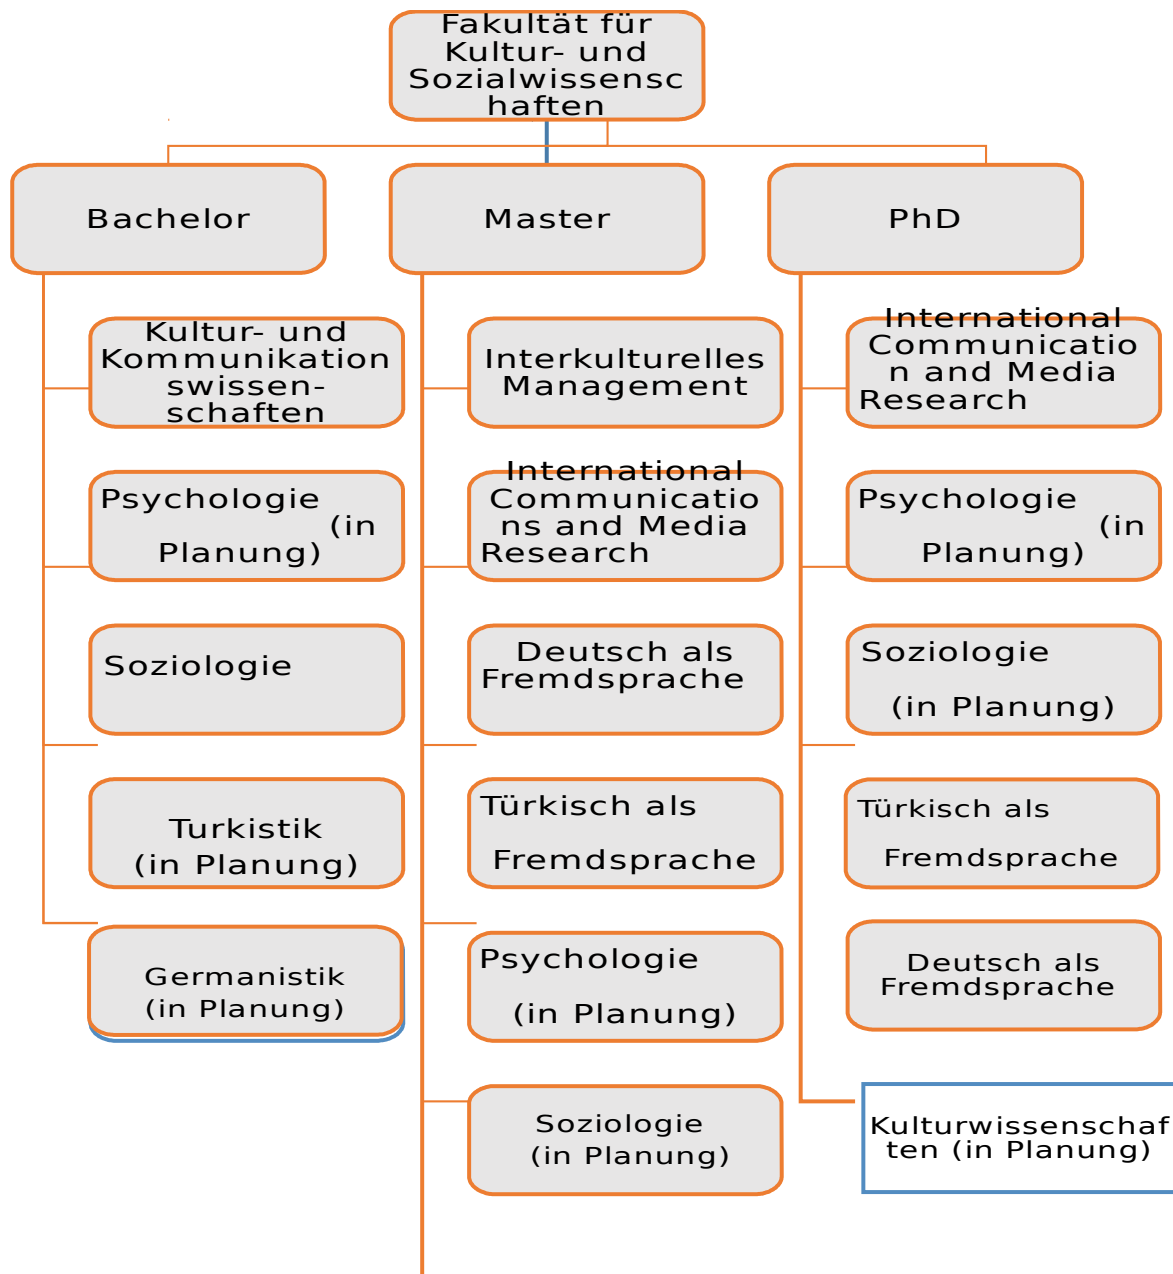 Fakultät für
Kultur- und
Sozialwissensc
haften
Bachelor
Master
PhD
Kultur- und
Kommunikation
swissen-
schaften
Psychologie
(in
Planung)
Soziologie
Turkistik
(in Planung)
Germanistik
(in Planung)
Interkulturelles
Management
International
Communicatio
ns and Media
Research
Deutsch als
Fremdsprache
Türkisch als
Fremdsprache
Psychologie
(in Planung)
Soziologie
(in Planung)
International
Communicatio
n and Media
Research
Psychologie
(in
Planung)
Soziologie
(in Planung)
Türkisch als
Fremdsprache
Deutsch als
Fremdsprache
Kulturwissenschaf
ten (in Planung)